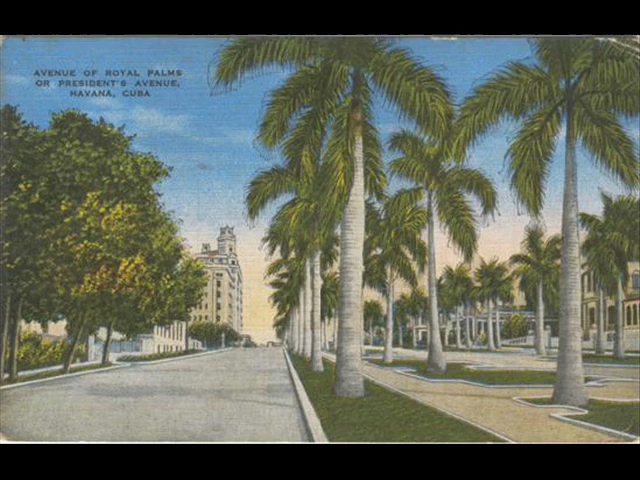 AVENUE OF ROYAL PALMS
OR PRESIDENT'S AVENUE,
HAVANA, CUBA